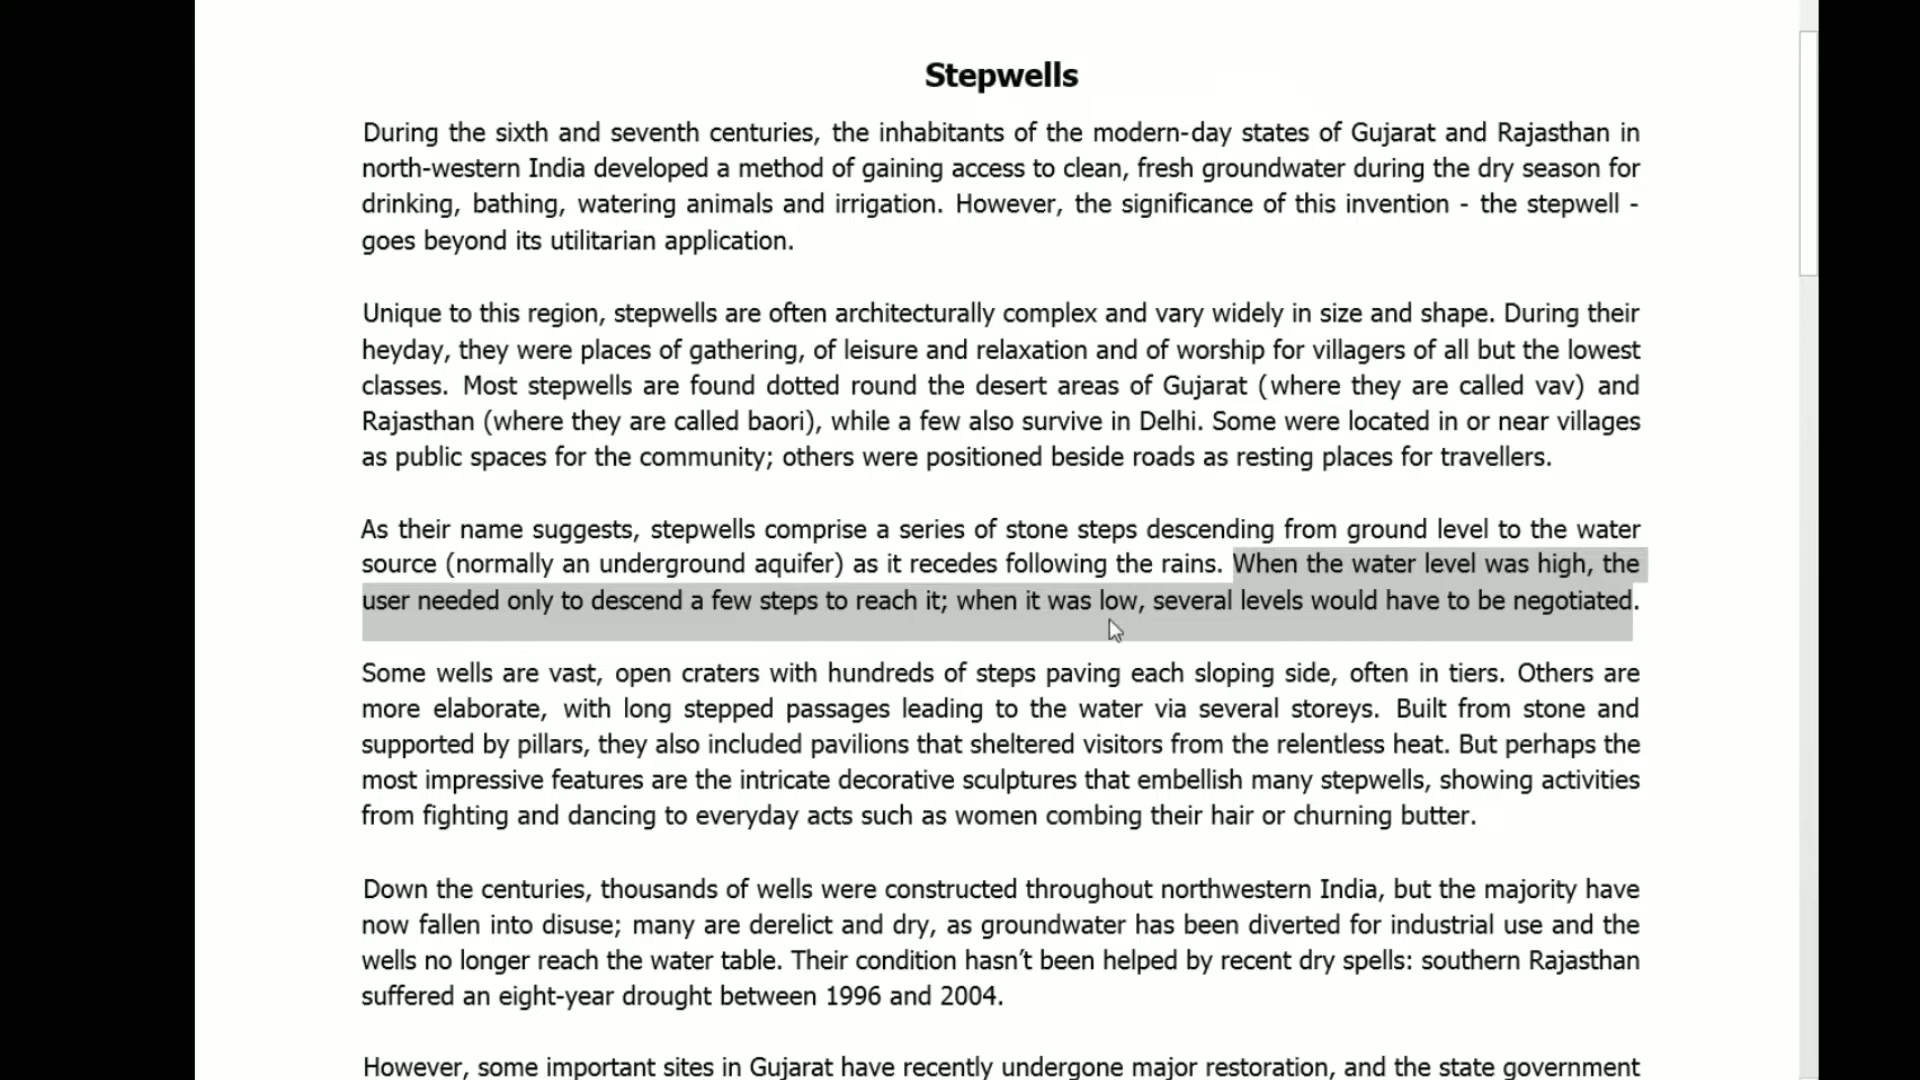 Stepwells
During the sixth and seventh centuries, the inhabitants of the modern-day states of Gujarat and Rajasthan in
north-western India developed a method of gaining access to clean, fresh groundwater during the dry season for
drinking, bathing, watering animals and irrigation. However, the significance of this invention - the stepwell -
goes beyond its utilitarian application.
Unique to this region, stepwells are often architecturally complex and vary widely in size and shape. During their
heyday, they were places of gathering, of leisure and relaxation and of worship for villagers of all but the lowest
classes. Most stepwells are found dotted round the desert areas of Gujarat (where they are called vav) and
Rajasthan (where they are called baori), while a few also survive in Delhi. Some were located in or near villages
as public spaces for the community; others were positioned beside roads as resting places for travellers.
As their name suggests, stepwells comprise a series of stone steps descending from ground level to the water
source (normally an underground aquifer) as it recedes following the rains. When the water level was high, the
user needed only to descend a few steps to reach it; when it was low, several levels would have to be negotiated.
Some wells are vast, open craters with hundreds of steps paving each sloping side, often in tiers. Others are
more elaborate, with long stepped passages leading to the water via several storeys. Built from stone and
supported by pillars, they also included pavilions that sheltered visitors from the relentless heat. But perhaps the
most impressive features are the intricate decorative sculptures that embellish many stepwells, showing activities
from fighting and dancing to everyday acts such as women combing their hair or churning butter.
Down the centuries, thousands of wells were constructed throughout northwestern India, but the majority have
now fallen into disuse; many are derelict and dry, as groundwater has been diverted for industrial use and the
wells no longer reach the water table. Their condition hasn’t been helped by recent dry spells: southern Rajasthan
suffered an eight-year drought between 1996 and 2004.
However, some important sites in Gujarat have recently undergone major restoration, and the state government